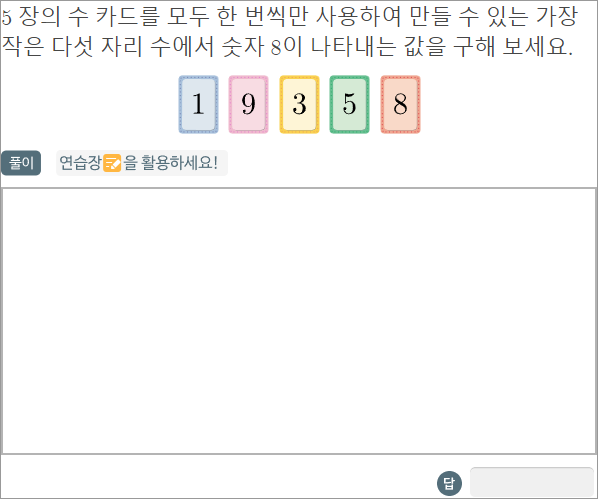 5 장의 수 카드를 모두 한 번씩만 사용하여 만들 수 있는 가장
작은 다섯 자리 수에서 숫자 8이 나타내는 값을 구해 보세요.
1 9 3 5 8
풀이 연습장을 활용하세요!
답